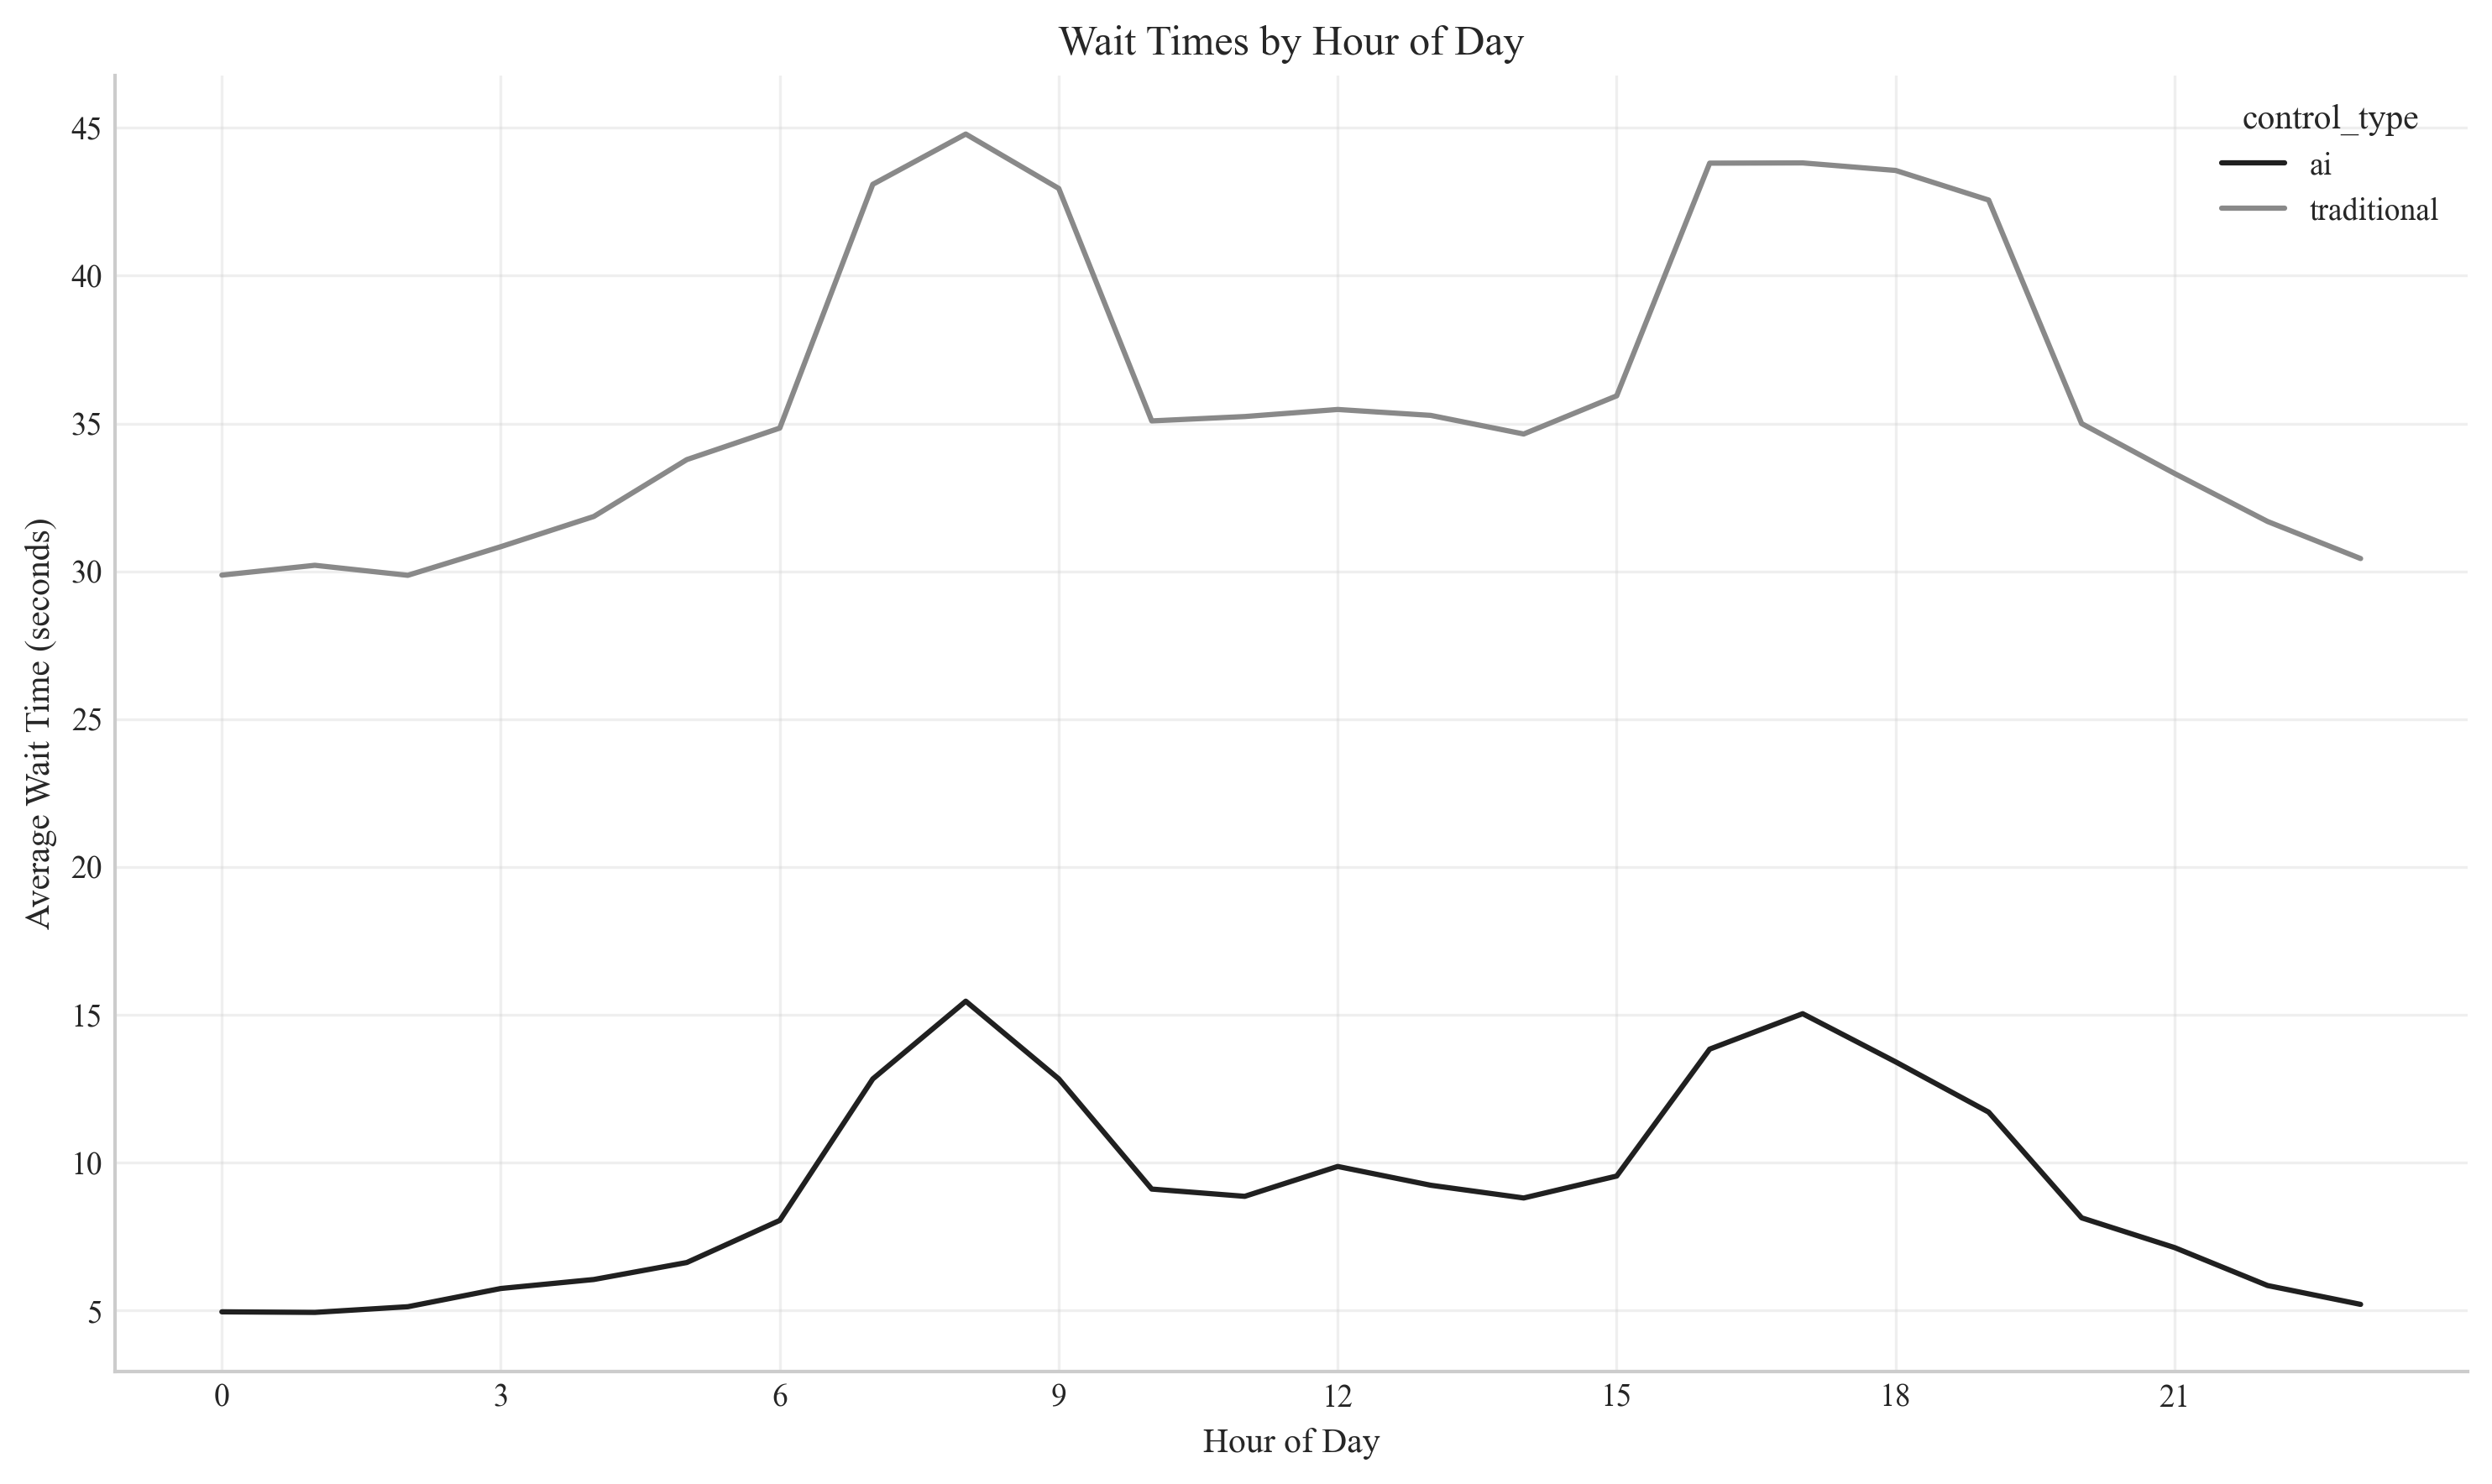 Wait Times by Hour of Day
control_type
ai
traditional
Average Wait Time (seconds)
45
40
35
30
25
20
15
10
5
0 3 6 9 12 15 18 21
Hour of Day